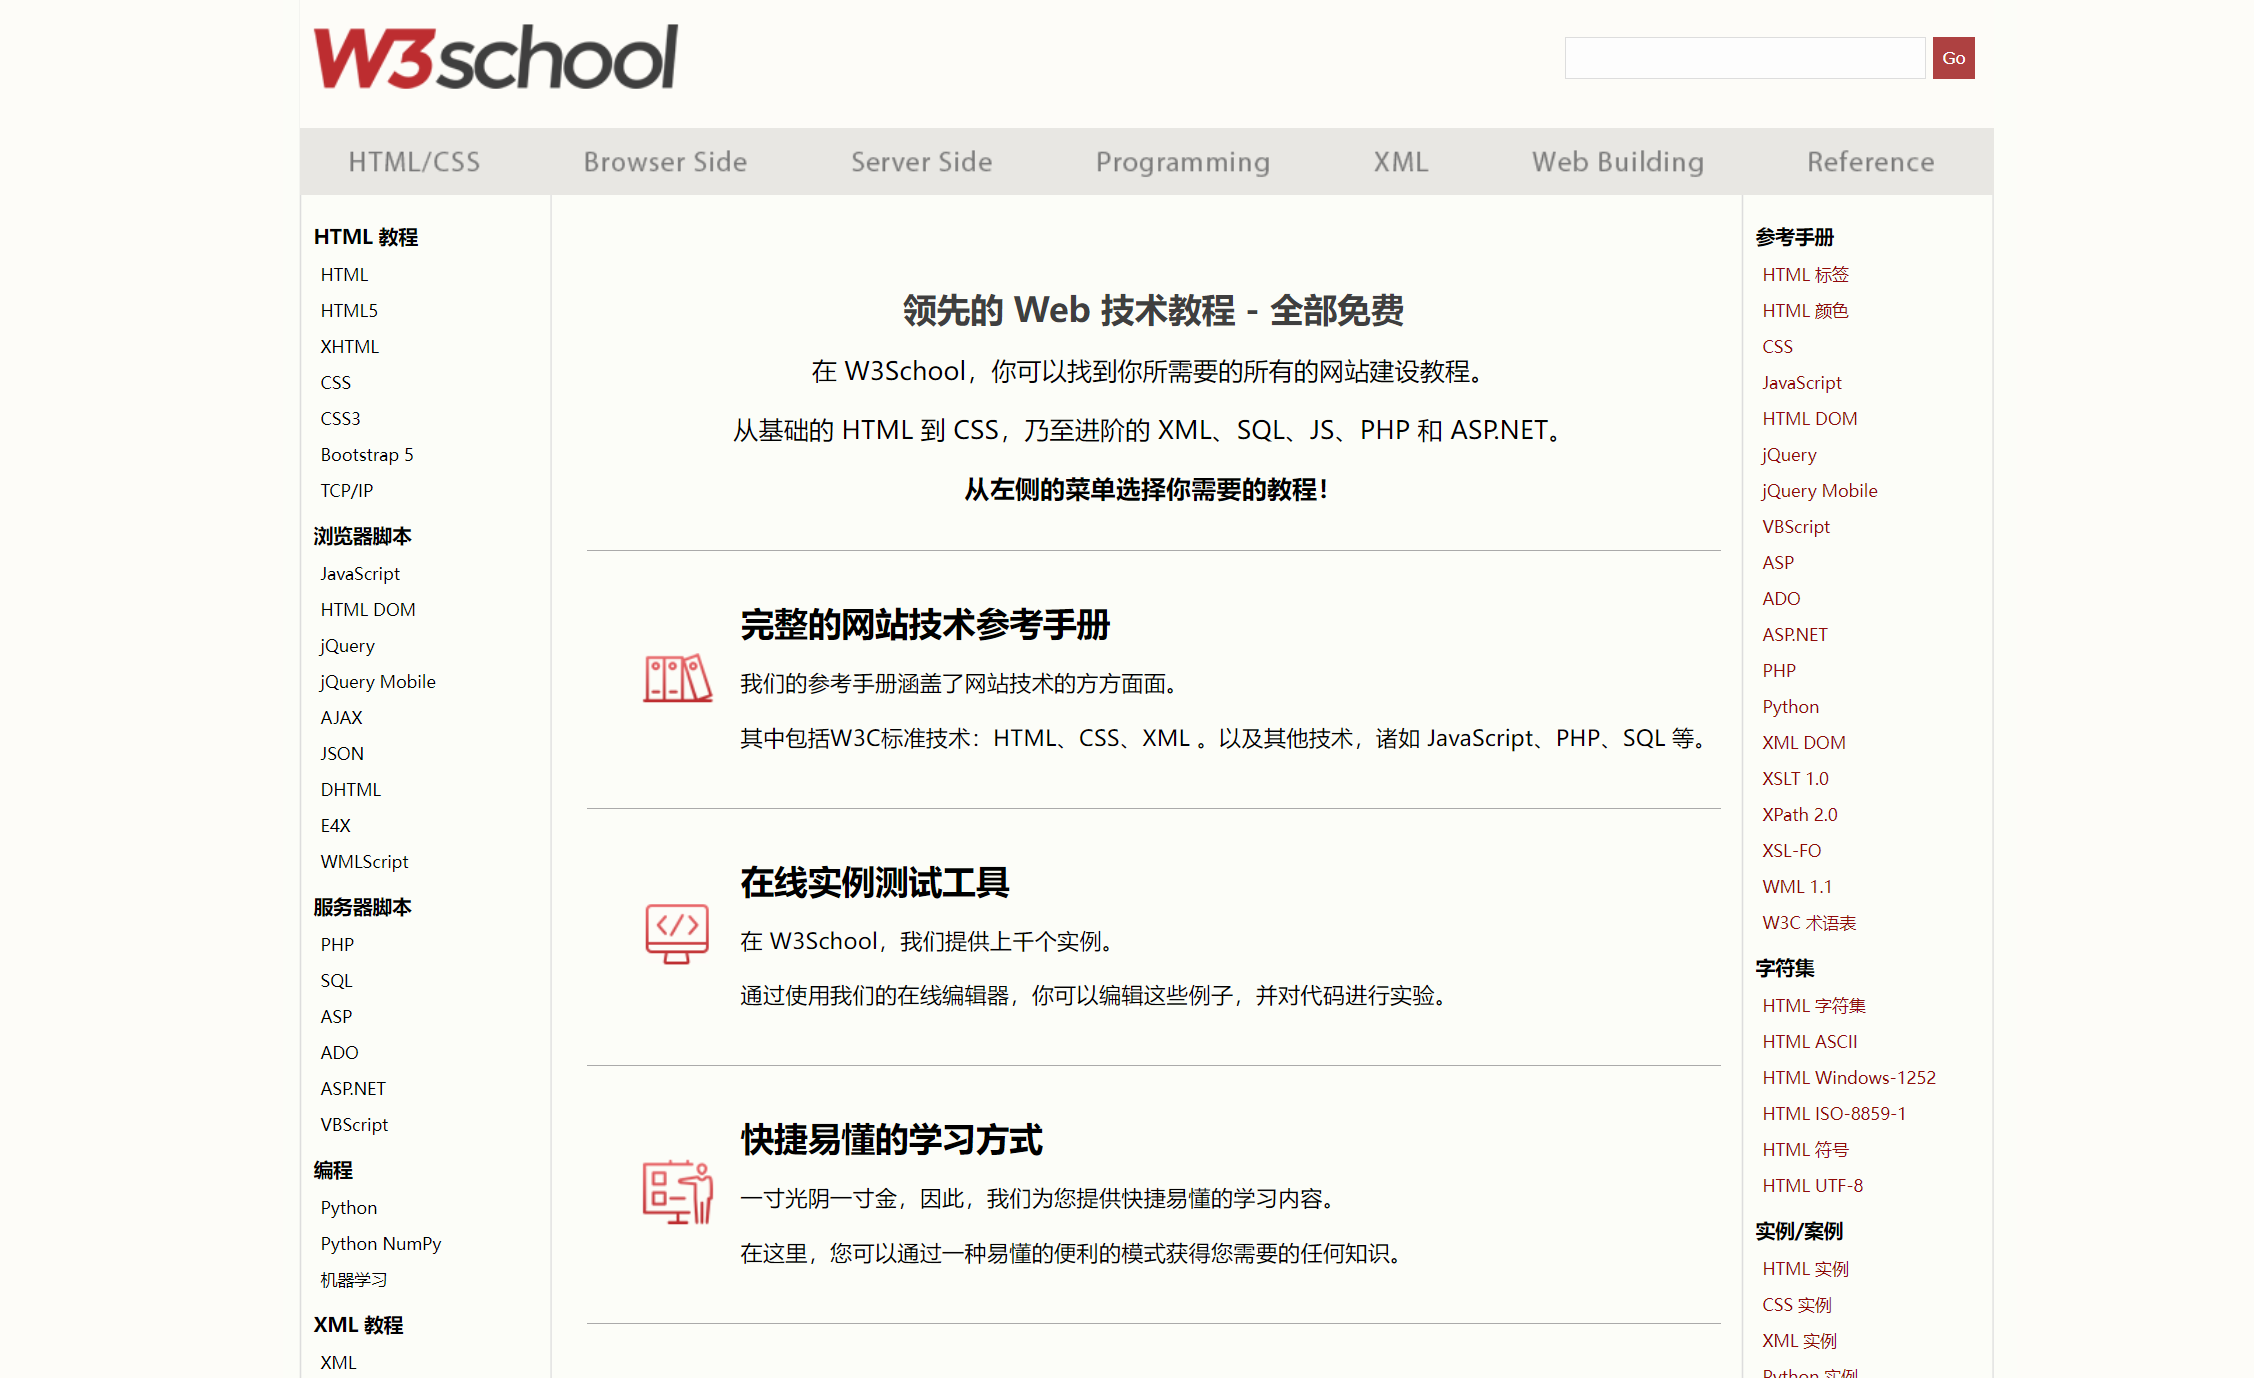 W3school
Go
HTML/CSS
Browser Side
Server Side
Programming
XML
Web Building
Reference
HTML 教程
HTML
HTML5
XHTML
CSS
CSS3
Bootstrap 5
TCP/IP
浏览器脚本
JavaScript
HTML DOM
jQuery
jQuery Mobile
AJAX
JSON
DHTML
E4X
WMLScript
服务器脚本
PHP
SQL
ASP
ADO
ASP.NET
VBScript
编程
Python
Python NumPy
机器学习
XML 教程
XML
领先的 Web 技术教程 - 全部免费
在 W3School，你可以找到你所需要的所有的网站建设教程。
从基础的 HTML 到 CSS，乃至进阶的 XML、SQL、JS、PHP 和 ASP.NET。
从左侧的菜单选择你需要的教程！
完整的网站技术参考手册
我们的参考手册涵盖了网站技术的方方面面。
其中包括W3C标准技术：HTML、CSS、XML 。以及其他技术，诸如 JavaScript、PHP、SQL 等。
在线实例测试工具
在 W3School，我们提供上千个实例。
通过使用我们的在线编辑器，你可以编辑这些例子，并对代码进行实验。
快捷易懂的学习方式
一寸光阴一寸金，因此，我们为您提供快捷易懂的学习内容。
在这里，您可以通过一种易懂的便利的模式获得您需要的任何知识。
参考手册
HTML 标签
HTML 颜色
CSS
JavaScript
HTML DOM
jQuery
jQuery Mobile
VBScript
ASP
ADO
ASP.NET
PHP
Python
XML DOM
XSLT 1.0
XPath 2.0
XSL-FO
WML 1.1
W3C 术语表
字符集
HTML 字符集
HTML ASCII
HTML Windows-1252
HTML ISO-8859-1
HTML 符号
HTML UTF-8
实例/案例
HTML 实例
CSS 实例
XML 实例
Python 实例